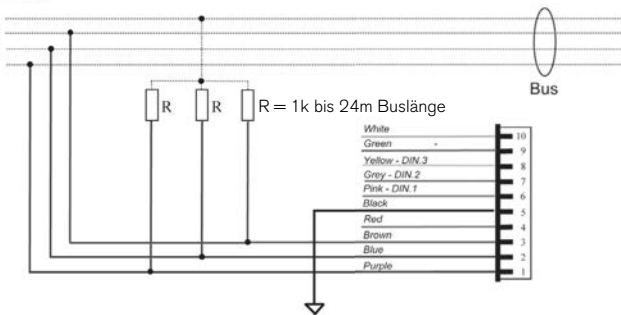 Bus
R
R
R = 1k bis 24m Buslänge
White
10
Green
9
Yellow - DIN.3
8
Grey - DIN.2
7
Pink - DIN.1
6
Black
5
Red
4
Brown
3
Blue
2
Purple
1